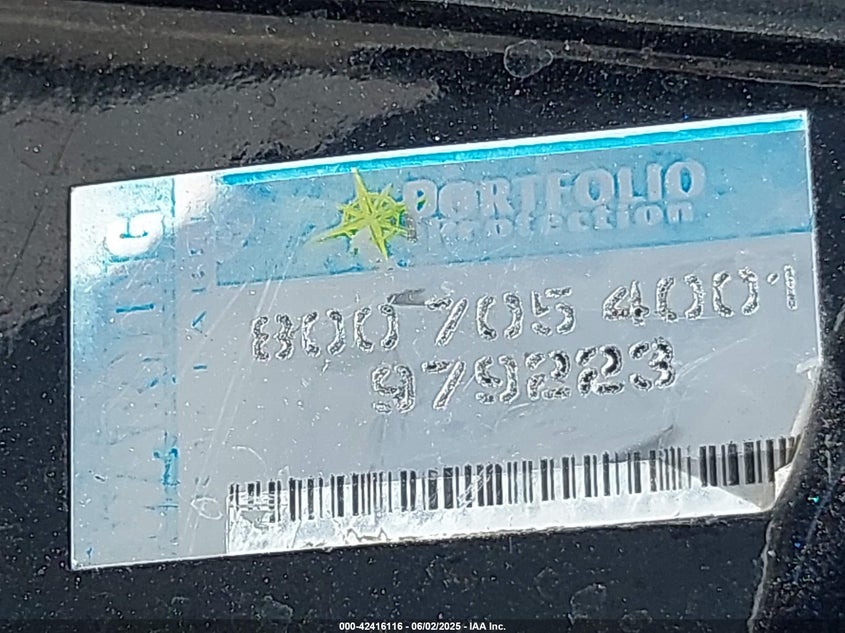 PORTFOLIO
Protection
800 705 4001
979223
000-42416116 - 06/02/2025 - IAA Inc.